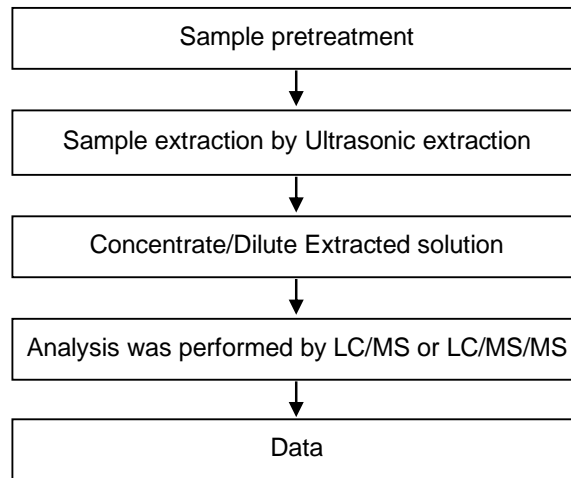 Sample pretreatment
Sample extraction by Ultrasonic extraction
Concentrate/Dilute Extracted solution
Analysis was performed by LC/MS or LC/MS/MS
Data